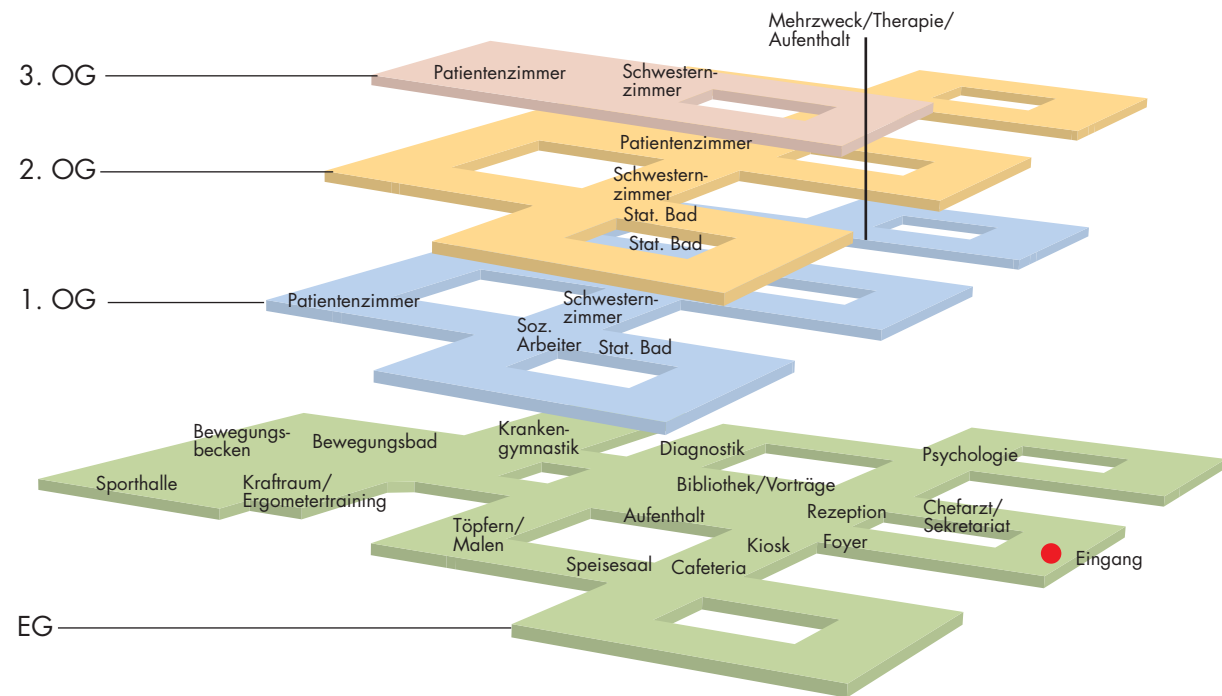 Mehrzweck/Therapie/
Aufenthalt
3. OG
Patientenzimmer
Schwestern-
zimmer
2. OG
Patientenzimmer
Schwestern-
zimmer
Stat. Bad
Stat. Bad
1. OG
Patientenzimmer
Schwestern-
zimmer
Soz.
Arbeiter
Stat. Bad
Bewegungs-
becken
Bewegungsbad
Kranken-
gymnastik
Diagnostik
Psychologie
Sporthalle
Kraftraum/
Ergometertraining
Bibliothek/Vorträge
Töpfern/
Malen
Aufenthalt
Rezeption
Chefarzt/
Sekretariat
Speisesaal
Cafeteria
Kiosk
Foyer
Eingang
EG